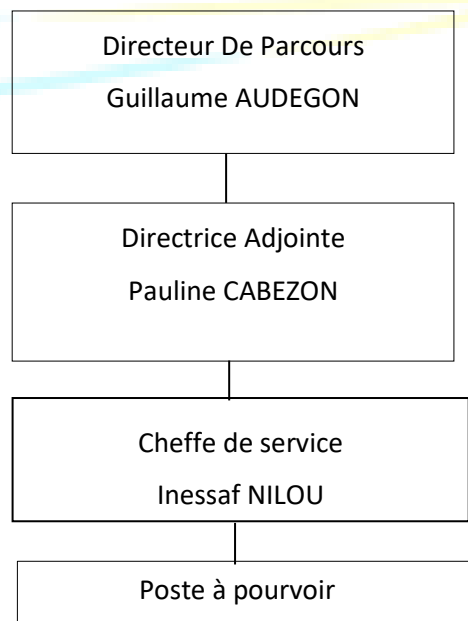 Directeur De Parcours
Guillaume AUDEGON
Directrice Adjointe
Pauline CABEZON
Cheffe de service
Inessaf NILOU
Poste à pourvoir